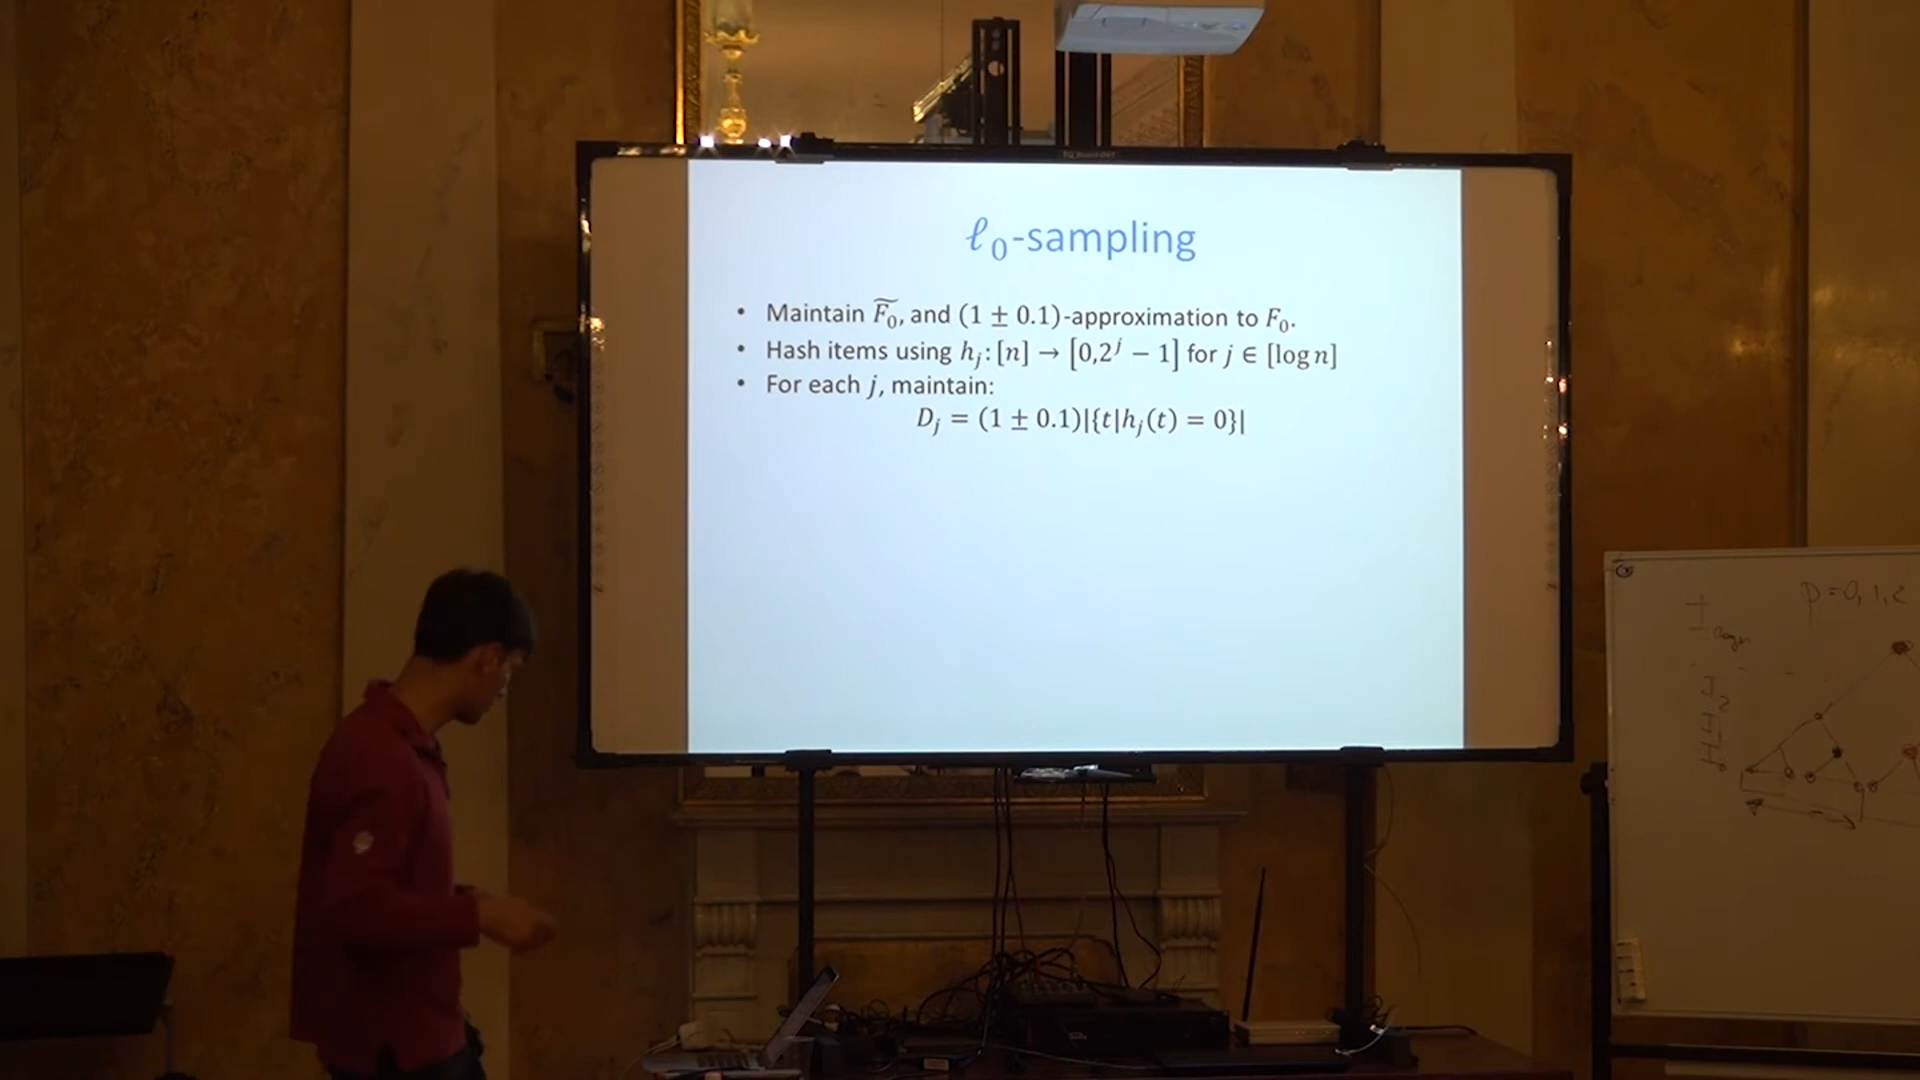 ℓ₀-sampling
• Maintain F̃₀, and (1 ± 0.1)-approximation to F₀.
• Hash items using hⱼ: [n] → [0,2ʲ − 1] for j ∈ [log n]
• For each j, maintain:
Dⱼ = (1 ± 0.1)|{t|hⱼ(t) = 0}|
p=0,1,2